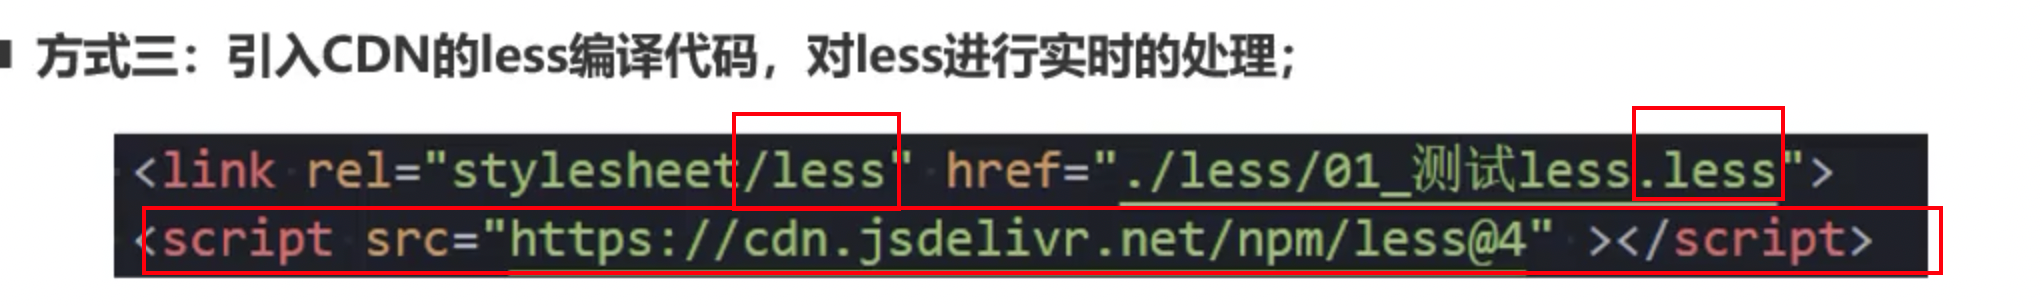 方式三：引入CDN的less编译代码，对less进行实时的处理；
<link rel="stylesheet/less" href="./less/01_测试less.less">
<script src="https://cdn.jsdelivr.net/npm/less@4" ></script>